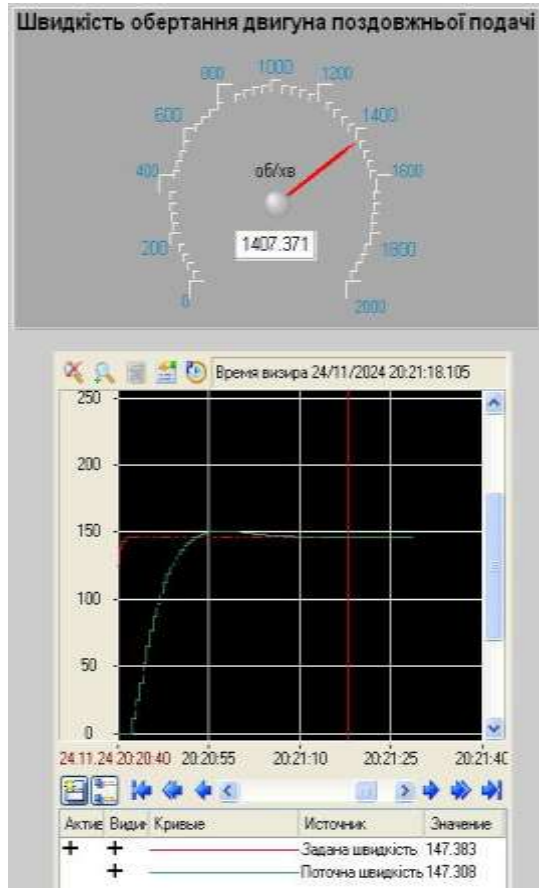 Швидкість обертання двигуна поздовжньої подачі
800 1000 1200
600 1400
400 об/хв 1600
200 1407.371 1800
0 2000
Время визира 24/11/2024 20:21:18.105
250
200
150
100
50
0
24.11.24 20:20:40 20:20:55 20:21:10 20:21:25 20:21:4
Актив Види Кривые Источник Значение
Задана швидкість 147.383
Поточна швидкість 147.308